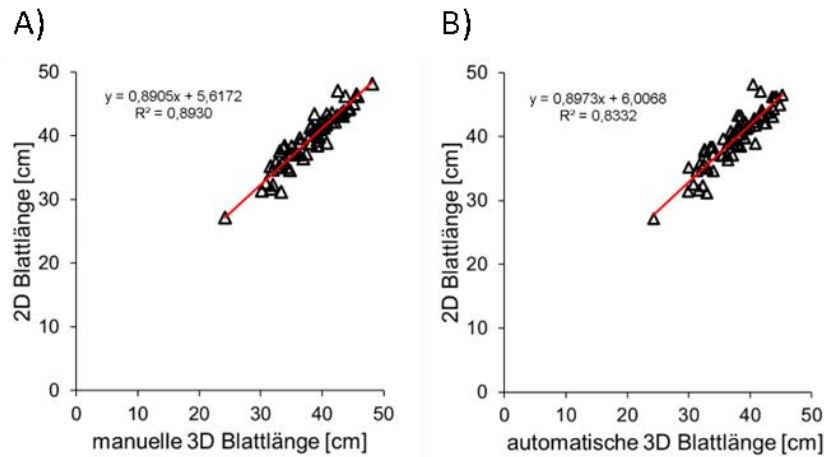 A)
50
40
30
20
10
0
2D Blattlänge [cm]
y = 0,8905x + 5,6172
R² = 0,8930
0 10 20 30 40 50
manuelle 3D Blattlänge [cm]
B)
50
40
30
20
10
0
2D Blattlänge [cm]
y = 0,8973x + 6,0068
R² = 0,8332
0 10 20 30 40 50
automatische 3D Blattlänge [cm]